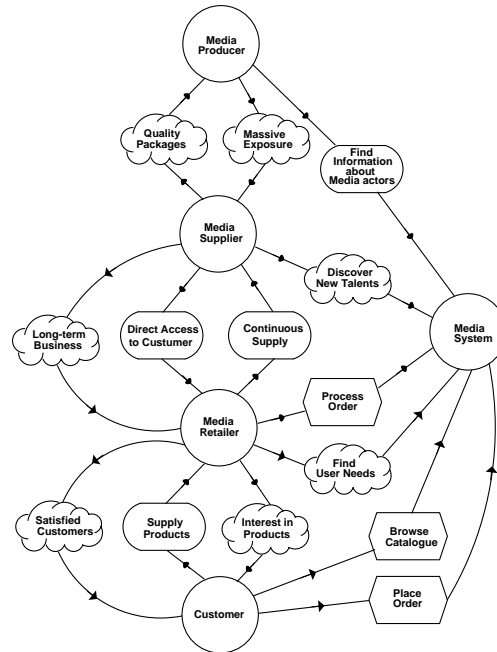 Media
Producer
Quality
Packages
Massive
Exposure
Find
Information
about
Media actors
Media
Supplier
Discover
New Talents
Long-term
Business
Direct Access
to Custumer
Continuous
Supply
Media
System
Process
Order
Media
Retailer
Find
User Needs
Satisfied
Customers
Supply
Products
Interest in
Products
Browse
Catalogue
Place
Order
Customer